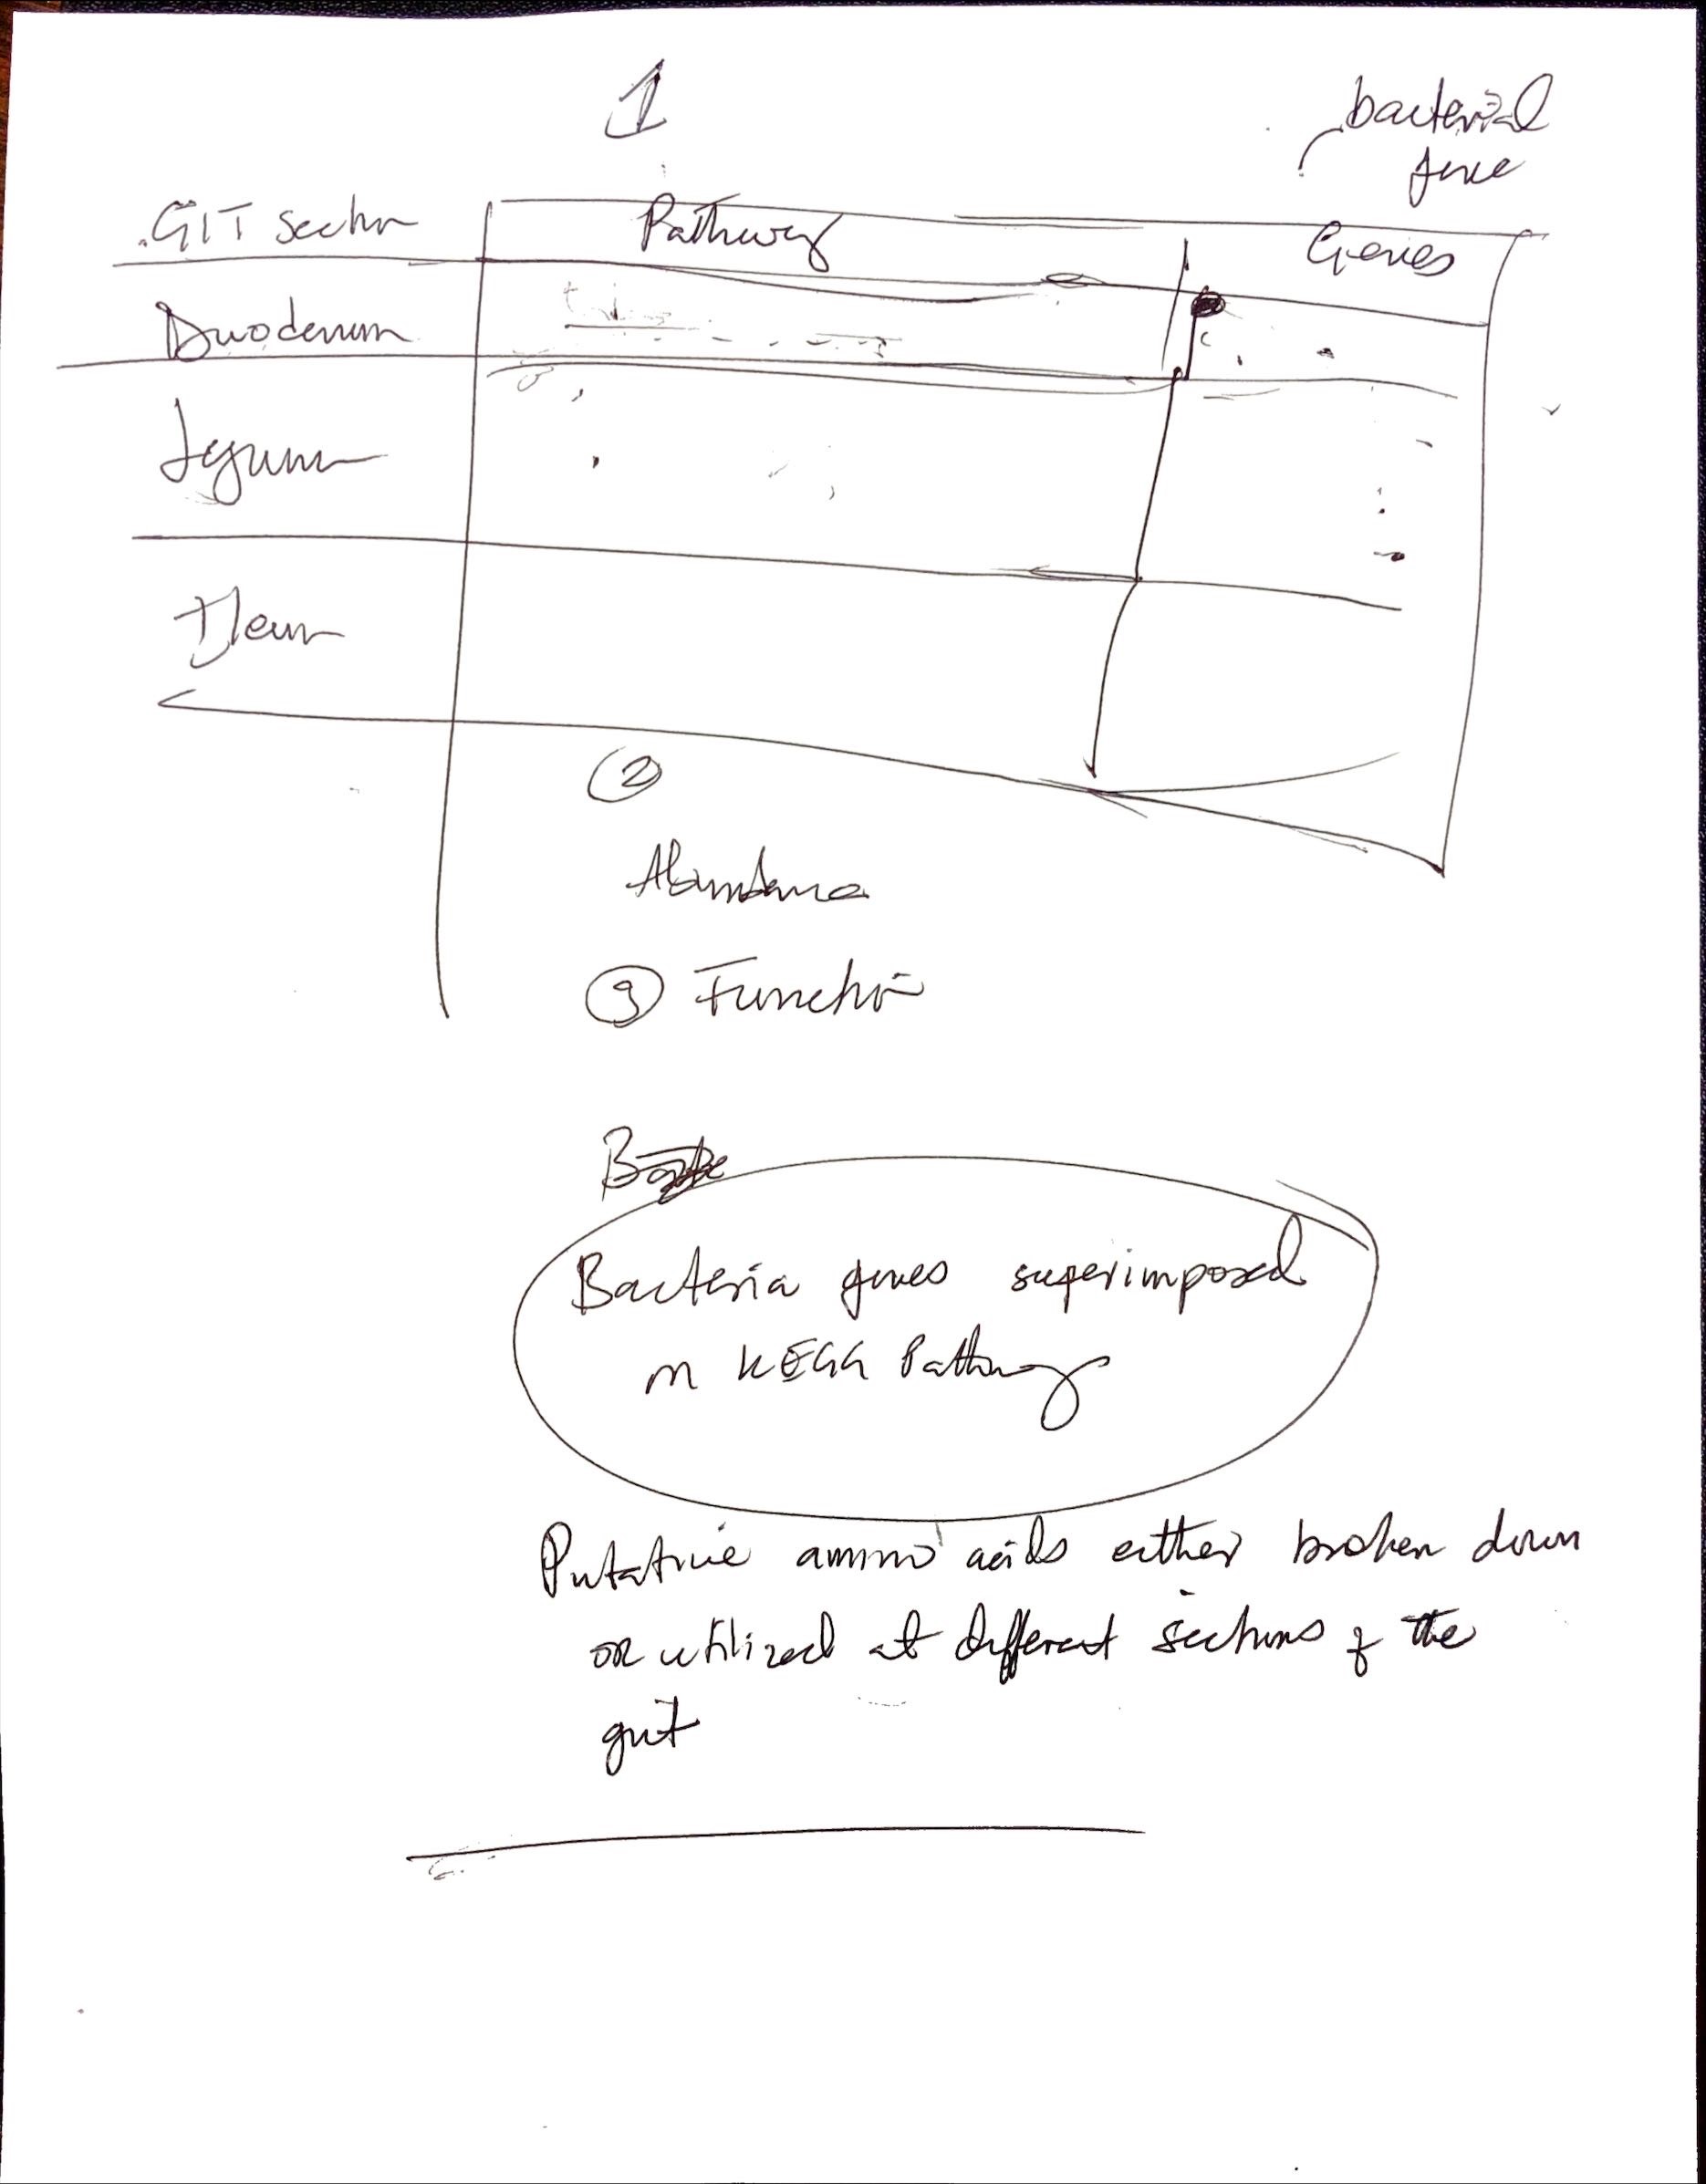 1
bacterial
gene
GIT section
Pathway
Genes
Duodenum
Jejunum
Ileum
②
Abundance
③ Function
Bacteria genes superimposed
on KEGG Pathway
Putative amino acids either broken down
or utilized at different sections of the
gut